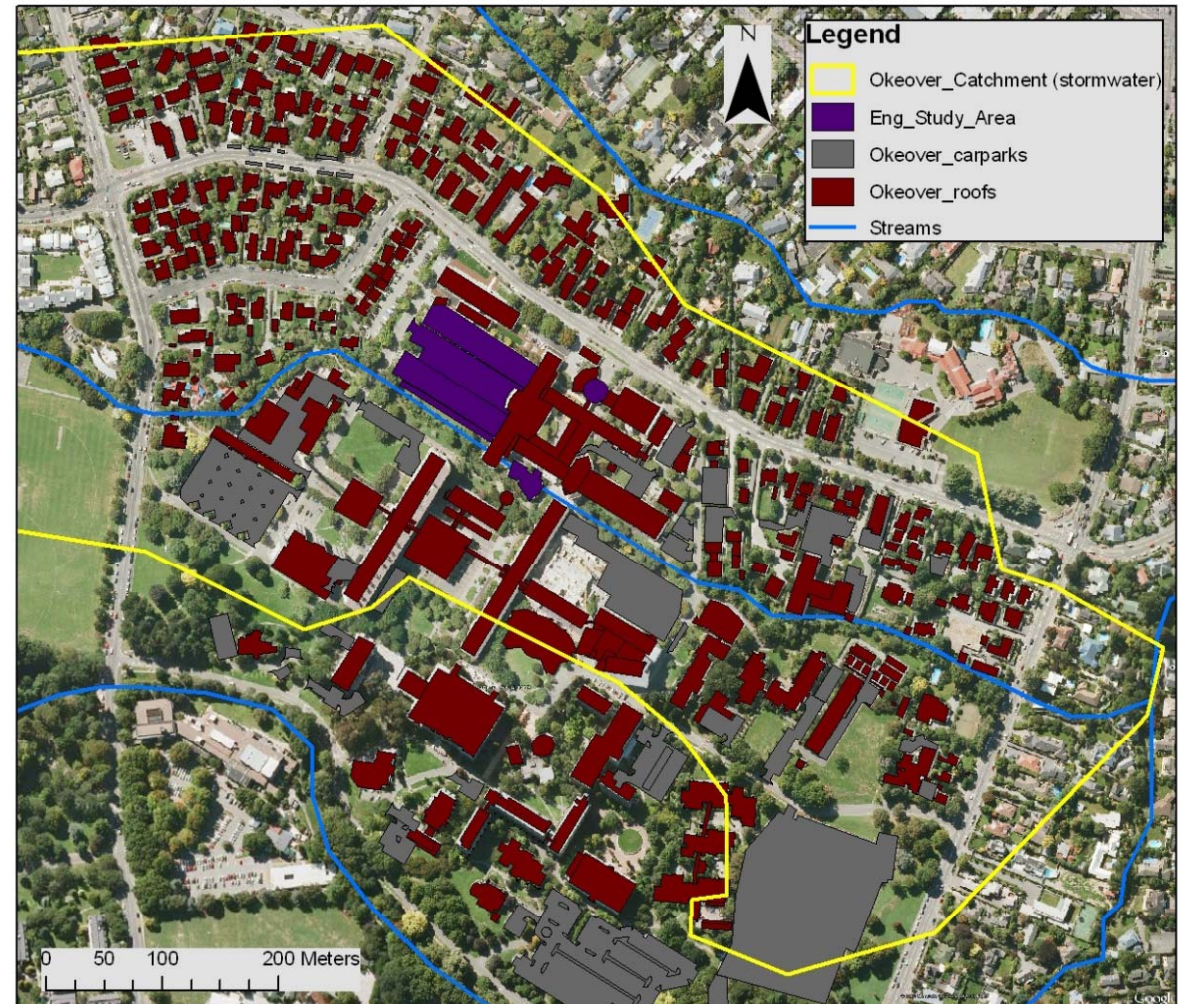 N
Legend
Okeover_Catchment (stormwater)
Eng_Study_Area
Okeover_carparks
Okeover_roofs
Streams
0 50 100 200 Meters
Google